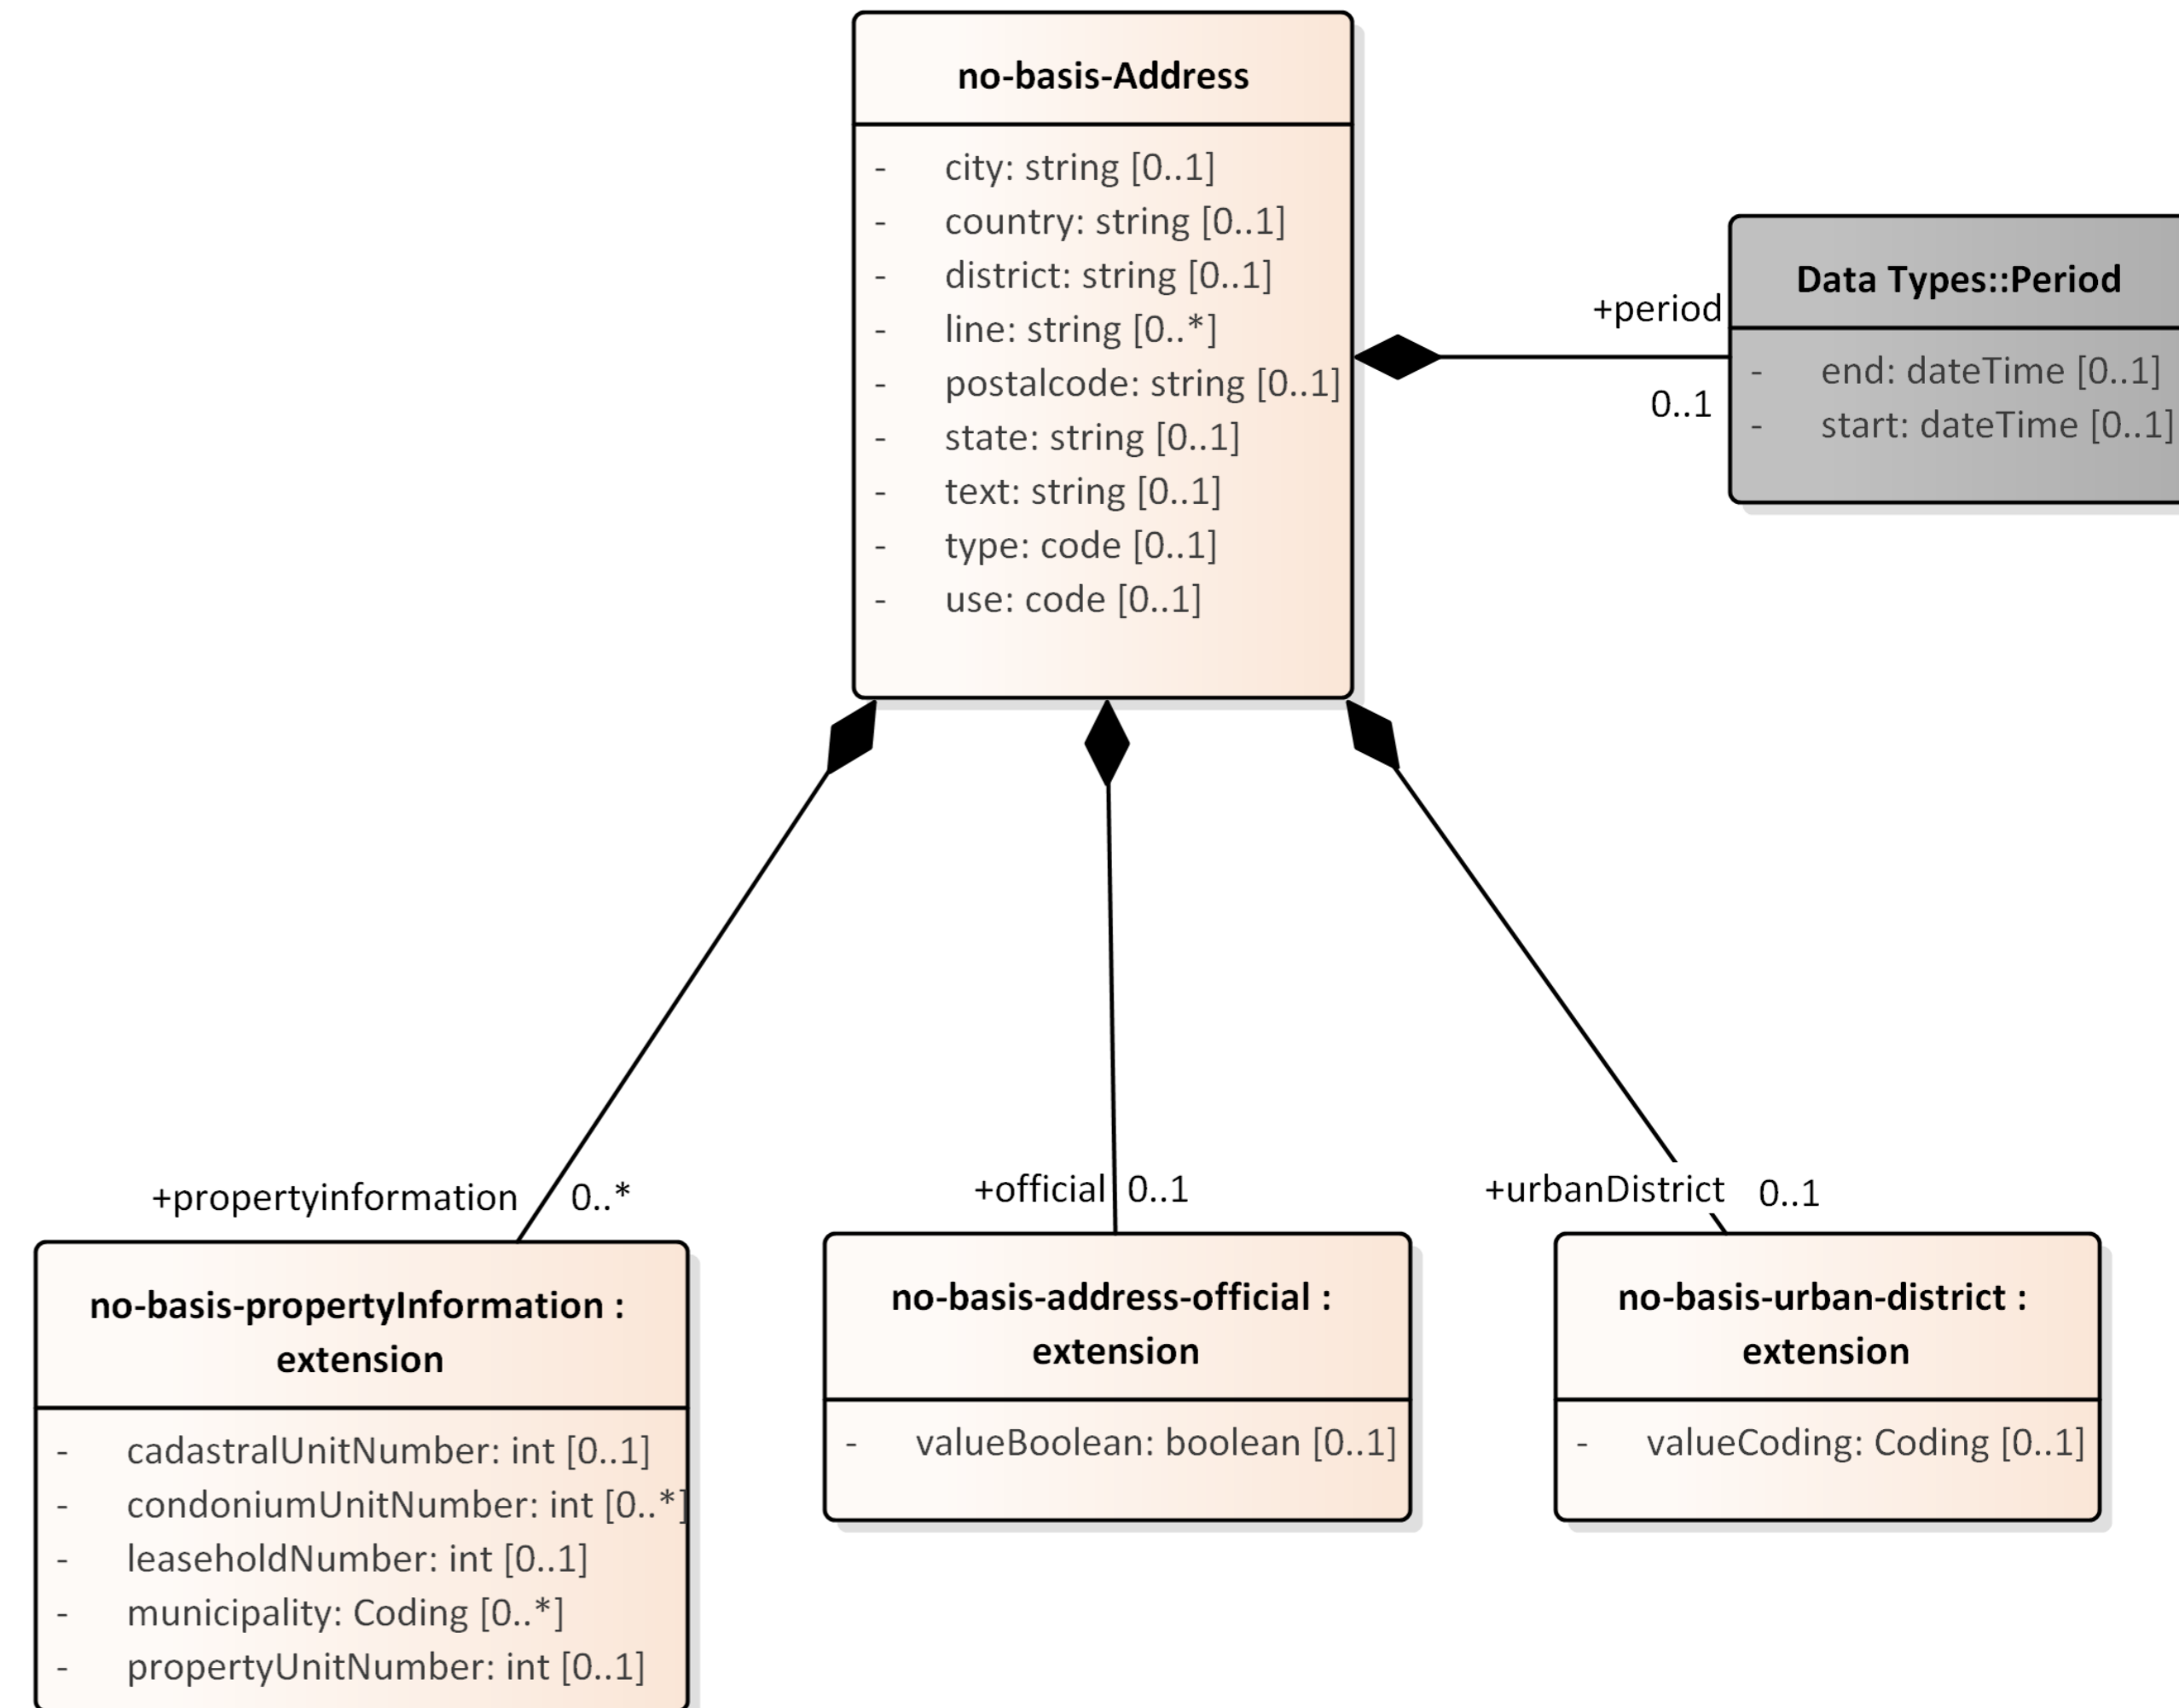 no-basis-Address
- city: string [0..1]
- country: string [0..1]
- district: string [0..1]
- line: string [0..*]
- postalcode: string [0..1]
- state: string [0..1]
- text: string [0..1]
- type: code [0..1]
- use: code [0..1]
+period
0..1
Data Types::Period
- end: dateTime [0..1]
- start: dateTime [0..1]
+propertyinformation 0..*
no-basis-propertyInformation :
extension
- cadastralUnitNumber: int [0..1]
- condoniumUnitNumber: int [0..*]
- leaseholdNumber: int [0..1]
- municipality: Coding [0..*]
- propertyUnitNumber: int [0..1]
+official 0..1
no-basis-address-official :
extension
- valueBoolean: boolean [0..1]
+urbanDistrict 0..1
no-basis-urban-district :
extension
- valueCoding: Coding [0..1]